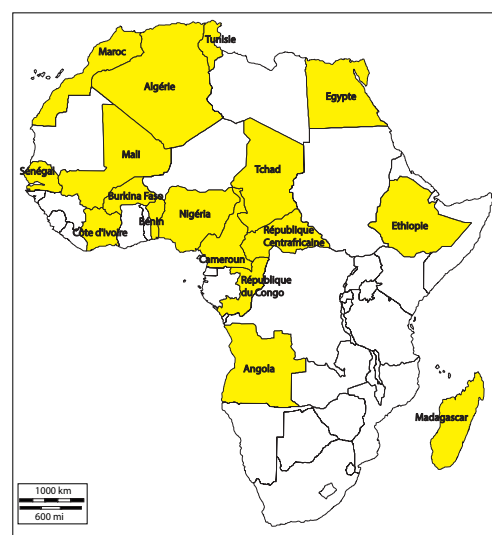 Tunisie
Maroc
Algérie
Egypte
Mali
Sénégal
Tchad
Burkina Faso
Nigéria
Bénin
Côte d'Ivoire
République
Centrafricaine
Ethiopie
Cameroun
République
du Congo
Angola
Madagascar
1000 km
600 mi